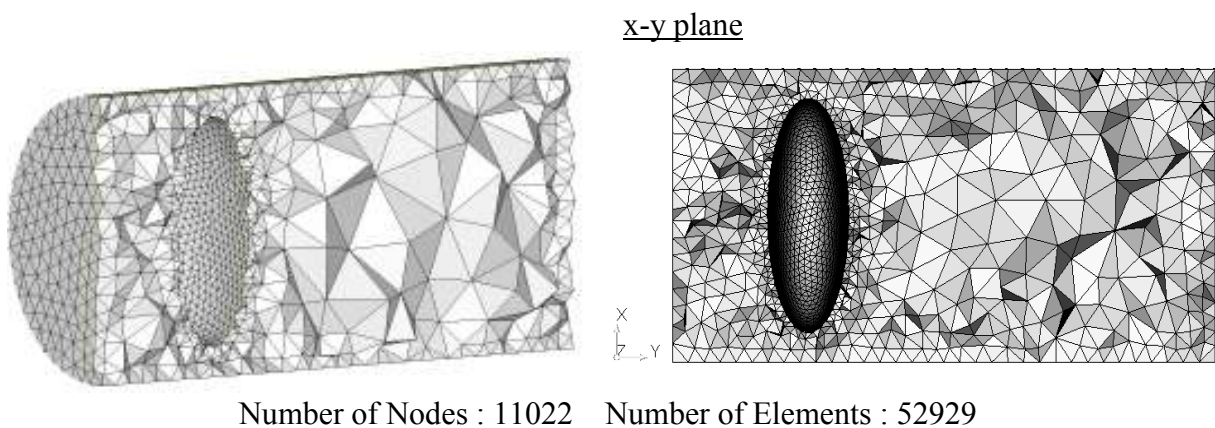 x-y plane
X
Z Y
Number of Nodes : 11022 Number of Elements : 52929